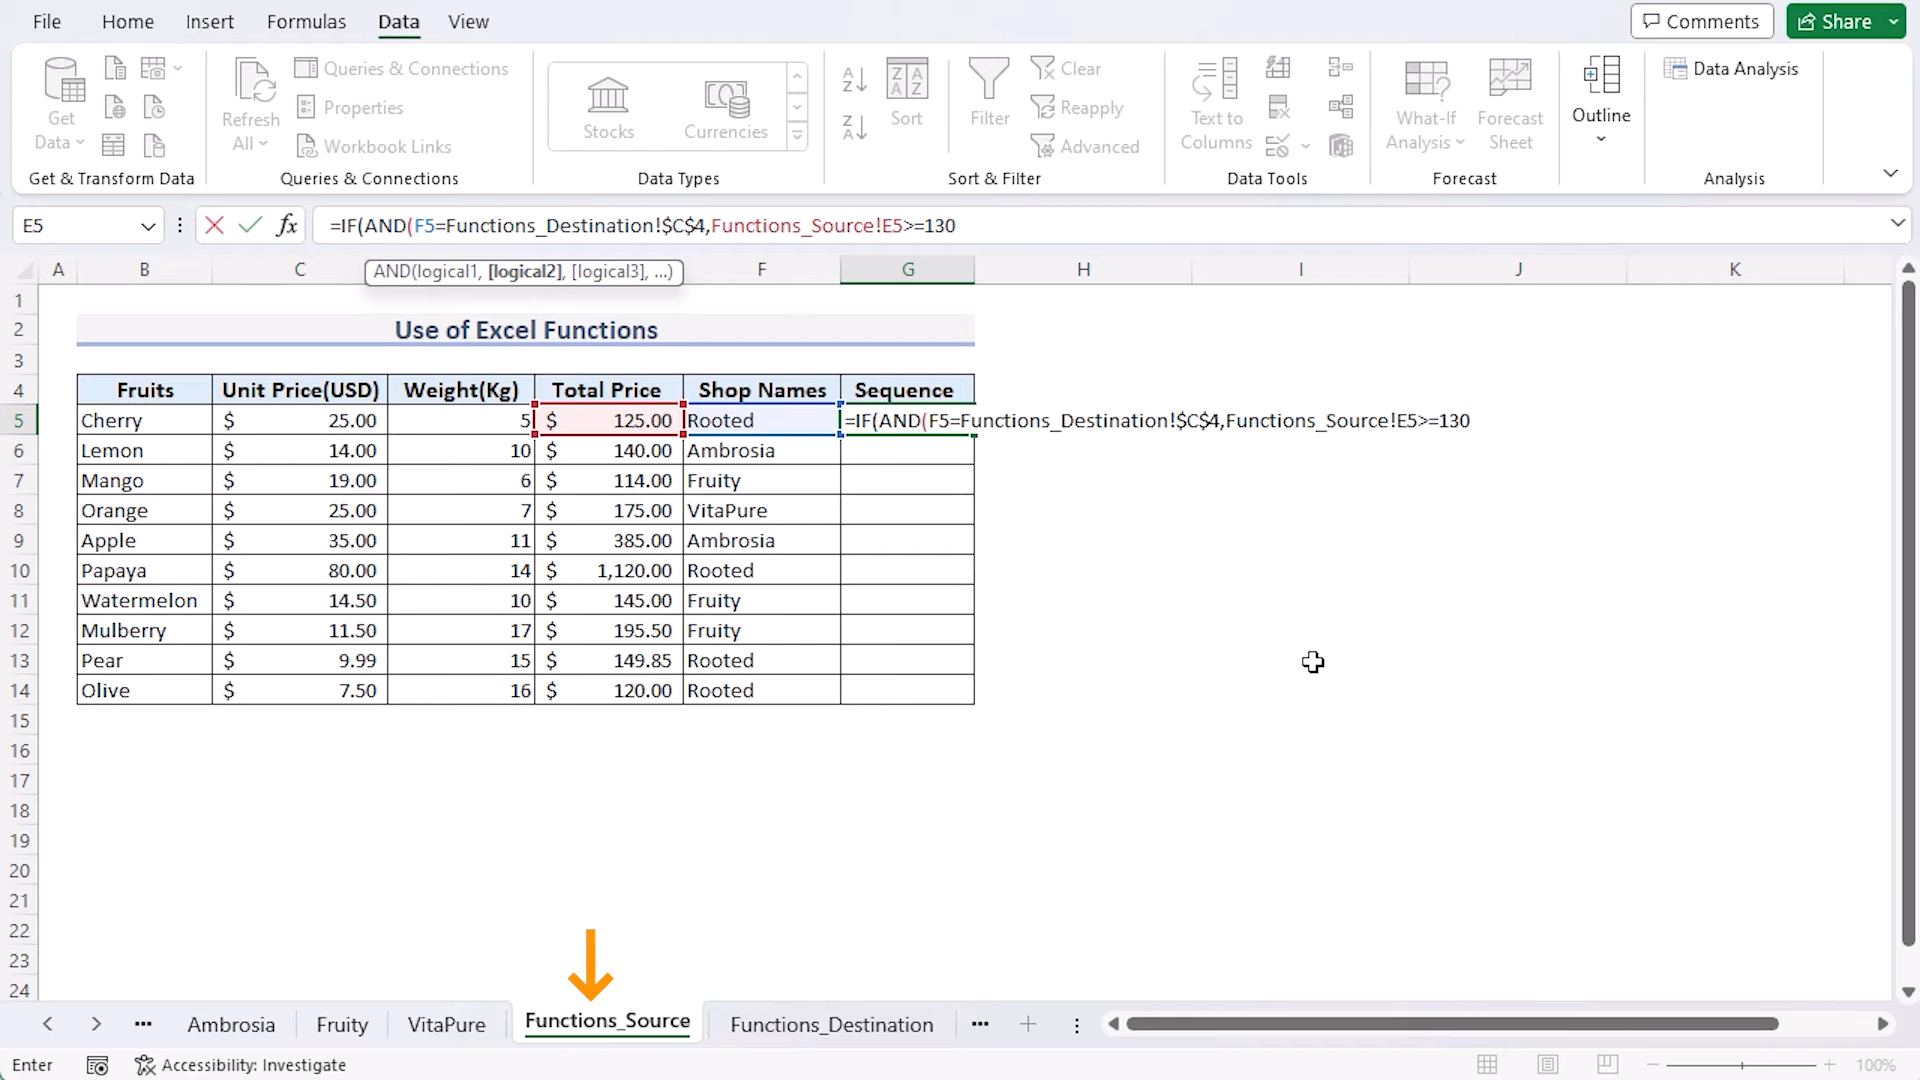 File Home Insert Formulas Data View Comments Share
Get Data
Refresh All
Queries & Connections
Properties
Workbook Links
Stocks Currencies
Sort
Filter
Clear
Reapply
Advanced
Text to Columns
What-If Analysis
Forecast Sheet
Outline
Data Analysis
Get & Transform Data Queries & Connections Data Types Sort & Filter Data Tools Forecast Analysis
E5 fx =IF(AND(F5=Functions_Destination!$C$4,Functions_Source!E5>=130
AND(logical1, [logical2], [logical3], ...)
A B C F G H I J K
1
2 Use of Excel Functions
3
4 Fruits Unit Price(USD) Weight(Kg) Total Price Shop Names Sequence
5 Cherry $ 25.00 5 $ 125.00 Rooted =IF(AND(F5=Functions_Destination!$C$4,Functions_Source!E5>=130
6 Lemon $ 14.00 10 $ 140.00 Ambrosia
7 Mango $ 19.00 6 $ 114.00 Fruity
8 Orange $ 25.00 7 $ 175.00 VitaPure
9 Apple $ 35.00 11 $ 385.00 Ambrosia
10 Papaya $ 80.00 14 $ 1,120.00 Rooted
11 Watermelon $ 14.50 10 $ 145.00 Fruity
12 Mulberry $ 11.50 17 $ 195.50 Fruity
13 Pear $ 9.99 15 $ 149.85 Rooted
14 Olive $ 7.50 16 $ 120.00 Rooted
15
16
17
18
19
20
21
22
23
24
... Ambrosia Fruity VitaPure Functions_Source Functions_Destination ...
Enter Accessibility: Investigate 100%